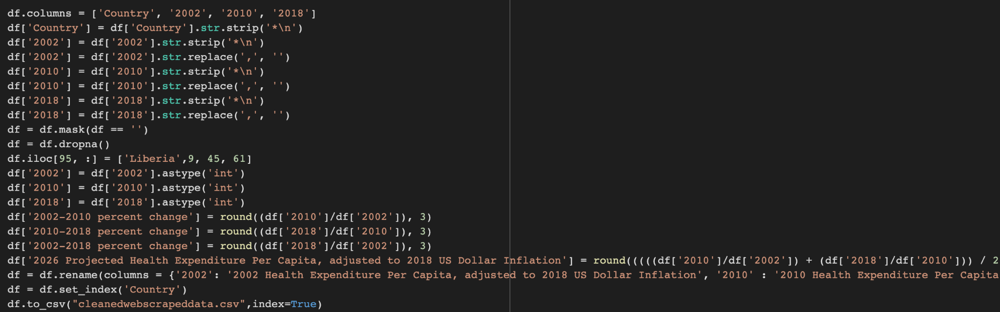 df.columns = ['Country', '2002', '2010', '2018']
df['Country'] = df['Country'].str.strip('*\n')
df['2002'] = df['2002'].str.strip('*\n')
df['2002'] = df['2002'].str.replace(',', '')
df['2010'] = df['2010'].str.strip('*\n')
df['2010'] = df['2010'].str.replace(',', '')
df['2018'] = df['2018'].str.strip('*\n')
df['2018'] = df['2018'].str.replace(',', '')
df = df.mask(df == '')
df = df.dropna()
df.iloc[95, :] = ['Liberia',9, 45, 61]
df['2002'] = df['2002'].astype('int')
df['2010'] = df['2010'].astype('int')
df['2018'] = df['2018'].astype('int')
df['2002-2010 percent change'] = round((df['2010']/df['2002']), 3)
df['2010-2018 percent change'] = round((df['2018']/df['2010']), 3)
df['2002-2018 percent change'] = round((df['2018']/df['2002']), 3)
df['2026 Projected Health Expenditure Per Capita, adjusted to 2018 US Dollar Inflation'] = round(((((df['2010']/df['2002']) + (df['2018']/df['2010'])) / 2
df = df.rename(columns = {'2002': '2002 Health Expenditure Per Capita, adjusted to 2018 US Dollar Inflation', '2010' : '2010 Health Expenditure Per Capita
df = df.set_index('Country')
df.to_csv("cleanedwebscrapeddata.csv",index=True)